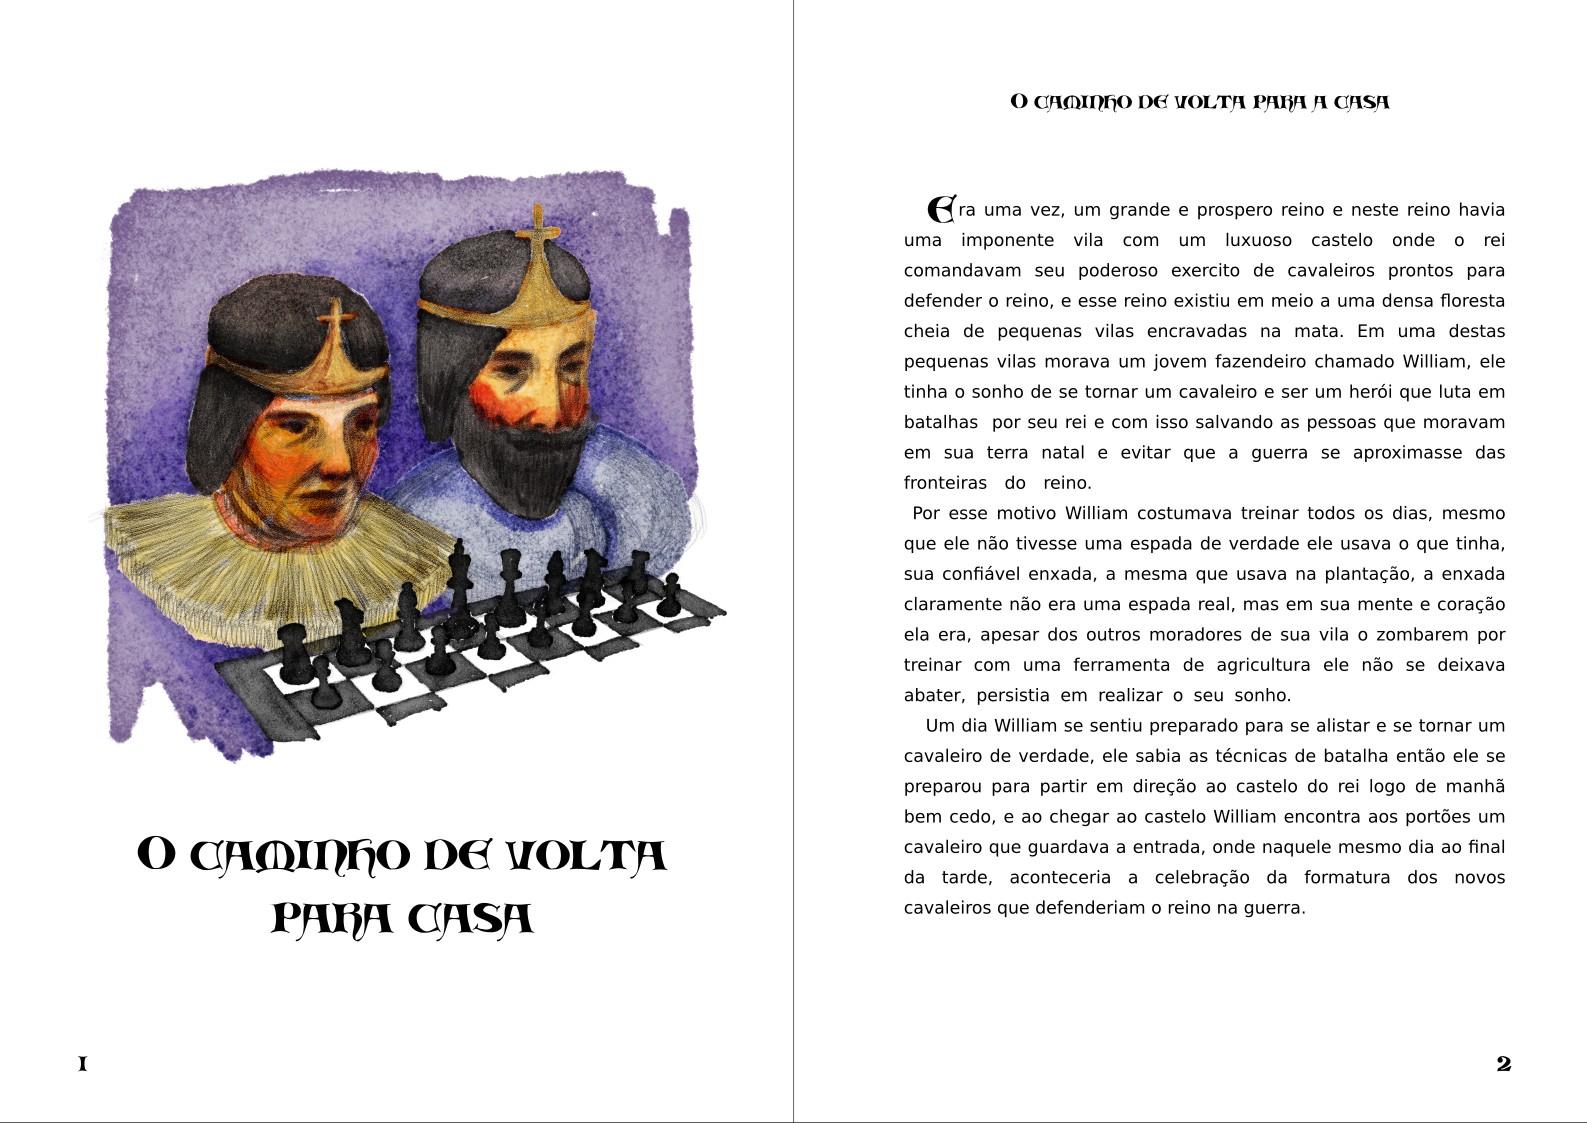 O CAMINHO DE VOLTA
PARA CASA
1
O CAMINHO DE VOLTA PARA A CASA
Era uma vez, um grande e prospero reino e neste reino havia
uma imponente vila com um luxuoso castelo onde o rei
comandavam seu poderoso exercito de cavaleiros prontos para
defender o reino, e esse reino existiu em meio a uma densa floresta
cheia de pequenas vilas encravadas na mata. Em uma destas
pequenas vilas morava um jovem fazendeiro chamado William, ele
tinha o sonho de se tornar um cavaleiro e ser um herói que luta em
batalhas por seu rei e com isso salvando as pessoas que moravam
em sua terra natal e evitar que a guerra se aproximasse das
fronteiras do reino.
Por esse motivo William costumava treinar todos os dias, mesmo
que ele não tivesse uma espada de verdade ele usava o que tinha,
sua confiável enxada, a mesma que usava na plantação, a enxada
claramente não era uma espada real, mas em sua mente e coração
ela era, apesar dos outros moradores de sua vila o zombarem por
treinar com uma ferramenta de agricultura ele não se deixava
abater, persistia em realizar o seu sonho.
Um dia William se sentiu preparado para se alistar e se tornar um
cavaleiro de verdade, ele sabia as técnicas de batalha então ele se
preparou para partir em direção ao castelo do rei logo de manhã
bem cedo, e ao chegar ao castelo William encontra aos portões um
cavaleiro que guardava a entrada, onde naquele mesmo dia ao final
da tarde, aconteceria a celebração da formatura dos novos
cavaleiros que defenderiam o reino na guerra.
2